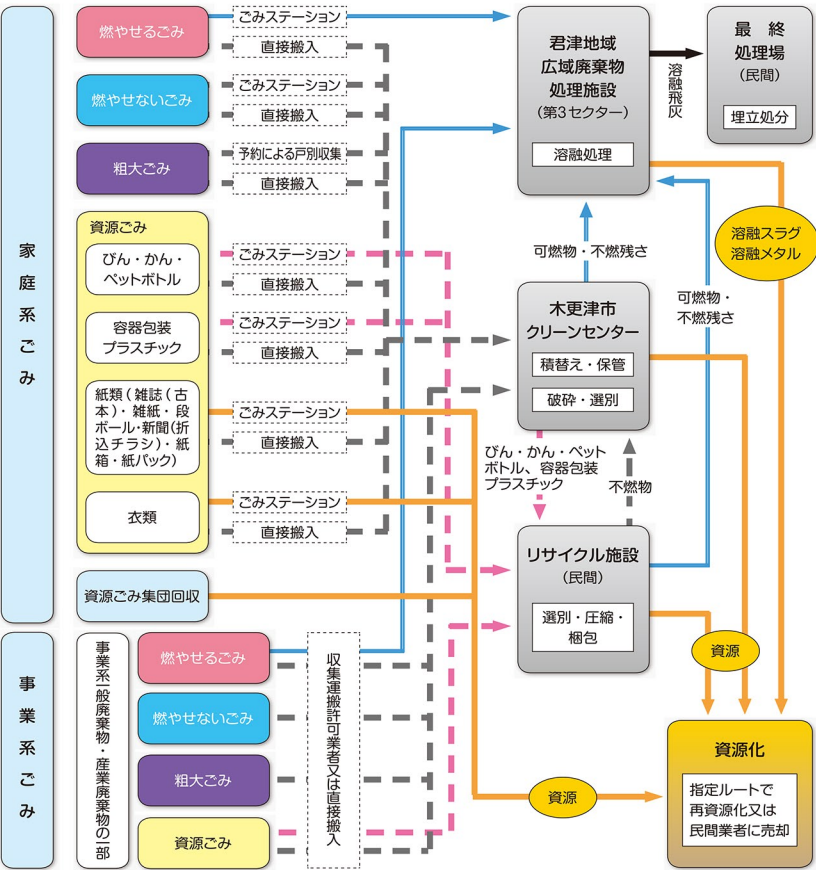 家庭系ごみ
燃やせるごみ
ごみステーション
直接搬入
燃やせないごみ
ごみステーション
直接搬入
粗大ごみ
予約による戸別収集
直接搬入
資源ごみ
びん・かん・
ペットボトル
ごみステーション
直接搬入
容器包装
プラスチック
ごみステーション
直接搬入
紙類(雑誌(古
本)・雑紙・段
ボール・新聞(折
込チラシ)・紙
箱・紙パック)
ごみステーション
直接搬入
衣類
ごみステーション
直接搬入
資源ごみ集団回収
事業系ごみ
事業系一般廃棄物・産業廃棄物の一部
燃やせるごみ
燃やせないごみ
粗大ごみ
資源ごみ
収集運搬許可業者又は直接搬入
君津地域
広域廃棄物
処理施設
(第3セクター)
溶融処理
溶融飛灰
最終
処理場
(民間)
埋立処分
溶融スラグ
溶融メタル
可燃物・不燃残さ
可燃物・
不燃残さ
木更津市
クリーンセンター
積替え・保管
破砕・選別
びん・かん・ペット
ボトル、容器包装
プラスチック
不燃物
リサイクル施設
(民間)
選別・圧縮・
梱包
資源
資源
資源化
指定ルートで
再資源化又は
民間業者に売却